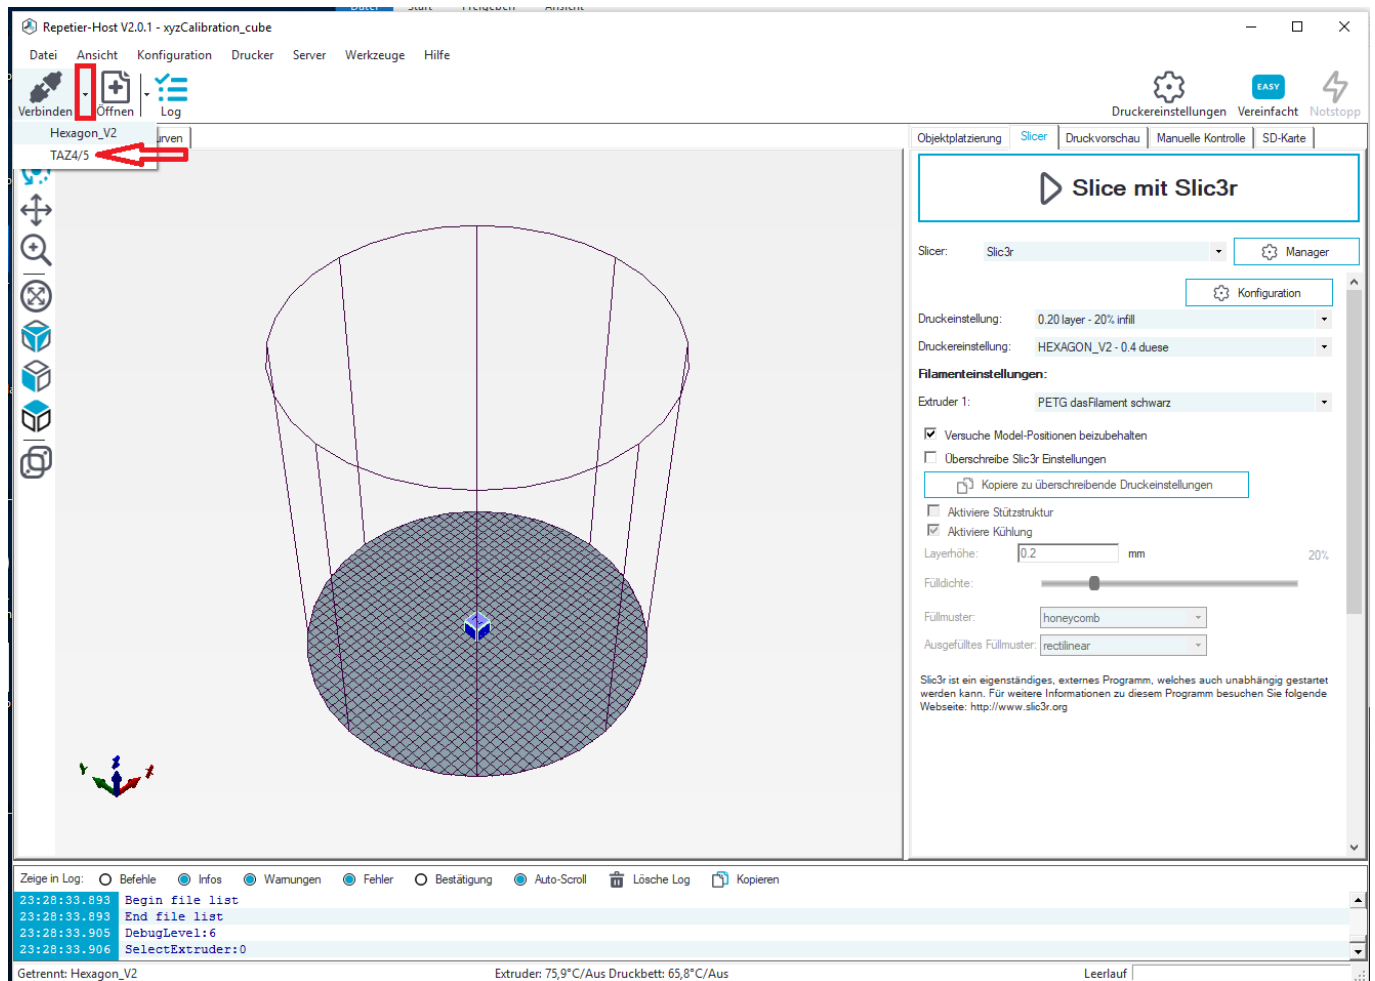 Datei Start Freigeben Ansicht
Repetier-Host V2.0.1 - xyzCalibration_cube
Datei Ansicht Konfiguration Drucker Server Werkzeuge Hilfe
Verbinden Öffnen Log
Druckereinstellungen EASY Vereinfacht Notstopp
Hexagon_V2
TAZ4/5
urven
Objektplatzierung Slicer Druckvorschau Manuelle Kontrolle SD-Karte
Slice mit Slic3r
Slicer: Slic3r Manager
Konfiguration
Druckeinstellung: 0.20 layer - 20% infill
Druckereinstellung: HEXAGON_V2 - 0.4 duese
Filamenteinstellungen:
Extruder 1: PETG dasFilament schwarz
Versuche Model-Positionen beizubehalten
Überschreibe Slic3r Einstellungen
Kopiere zu überschreibende Druckeinstellungen
Aktiviere Stützstruktur
Aktiviere Kühlung
Layerhöhe: 0.2 mm 20%
Fülldichte:
Füllmuster: honeycomb
Ausgefülltes Füllmuster: rectilinear
Slic3r ist ein eigenständiges, externes Programm, welches auch unabhängig gestartet
werden kann. Für weitere Informationen zu diesem Programm besuchen Sie folgende
Webseite: http://www.slic3r.org
Y Z X
Zeige in Log: Befehle Infos Warnungen Fehler Bestätigung Auto-Scroll Lösche Log Kopieren
23:28:33.893 Begin file list
23:28:33.893 End file list
23:28:33.905 DebugLevel:6
23:28:33.906 SelectExtruder:0
Getrennt: Hexagon_V2 Extruder: 75,9°C/Aus Druckbett: 65,8°C/Aus Leerlauf